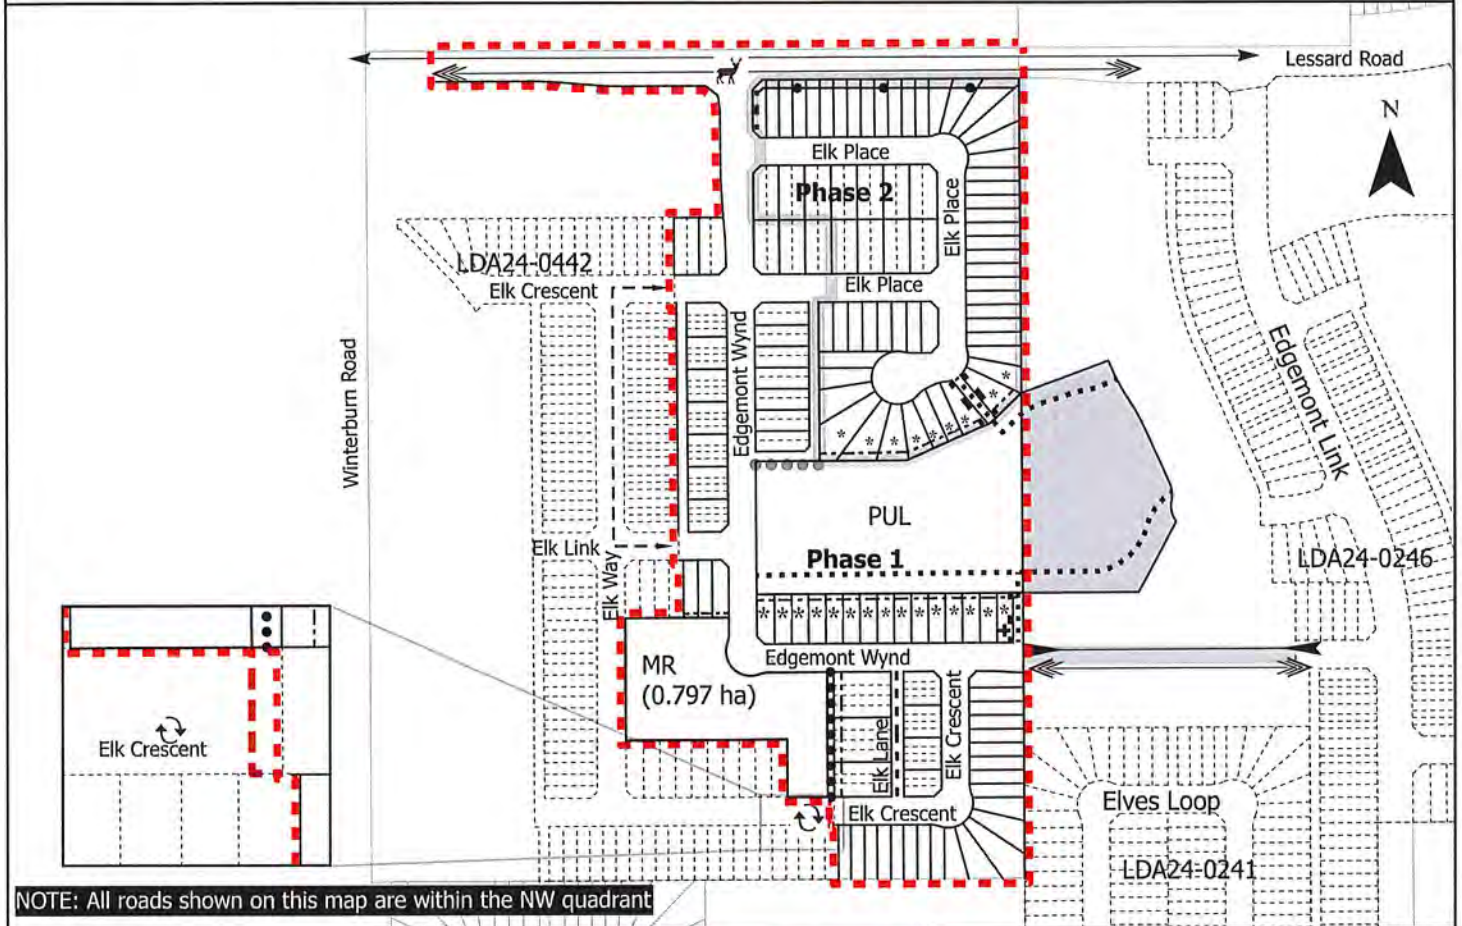 Lessard Road
N
Elk Place
Phase 2
Elk Place
LDA24-0442
Elk Crescent
Elk Place
Winterburn Road
Edgemont Wynd
Edgemont Link
PUL
Elk Link
Phase 1
LDA24-0246
Elk Way
MR
(0.797 ha)
Edgemont Wynd
Elk Lane
Elk Crescent
Elk Crescent
Elk Crescent
Elves Loop
LDA24-0241
NOTE: All roads shown on this map are within the NW quadrant